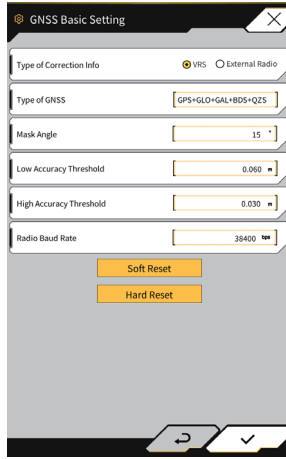 GNSS Basic Setting
Type of Correction Info VRS External Radio
Type of GNSS GPS+GLO+GAL+BDS+QZS
Mask Angle 15 °
Low Accuracy Threshold 0.060 m
High Accuracy Threshold 0.030 m
Radio Baud Rate 38400 bps
Soft Reset
Hard Reset